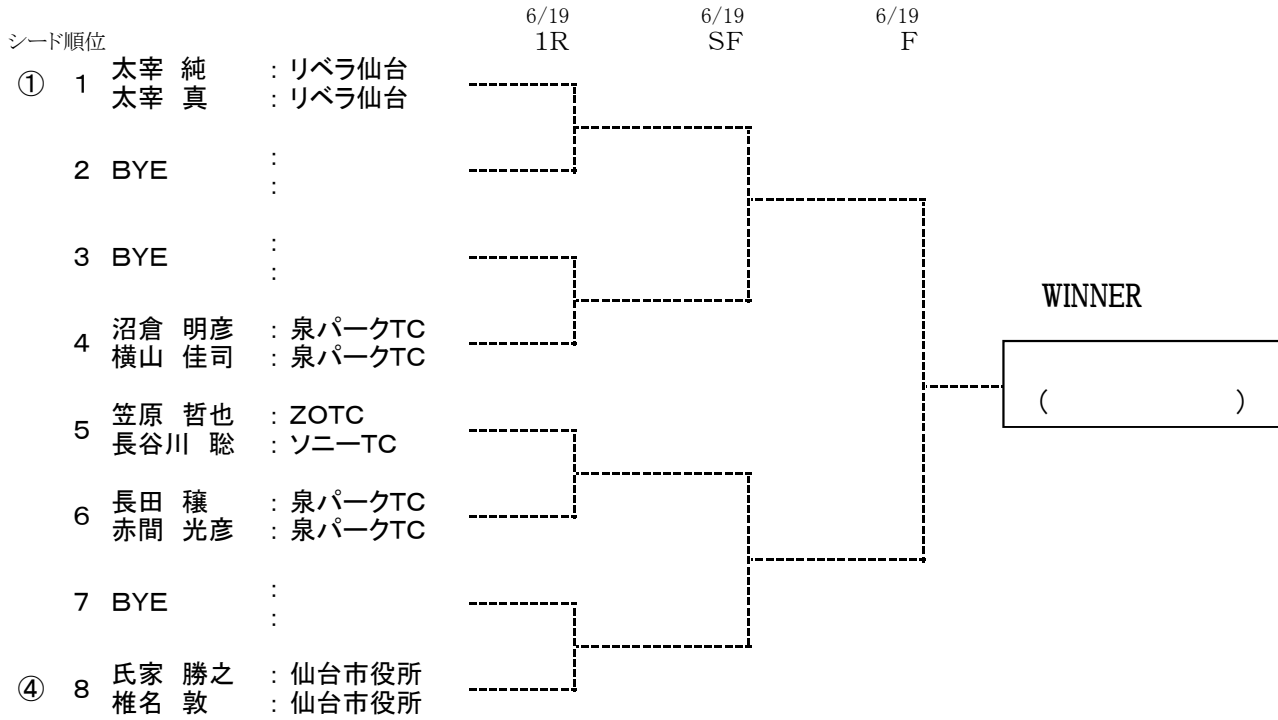 6/19 6/19 6/19
シード順位 1R SF F
① 1 太宰 純 : リベラ仙台
太宰 真 : リベラ仙台
2 BYE :
:
3 BYE :
:
WINNER
4 沼倉 明彦 : 泉パークTC
横山 佳司 : 泉パークTC
( )
5 笠原 哲也 : ZOTC
長谷川 聡 : ソニーTC
6 長田 穣 : 泉パークTC
赤間 光彦 : 泉パークTC
7 BYE :
:
④ 8 氏家 勝之 : 仙台市役所
椎名 敦 : 仙台市役所